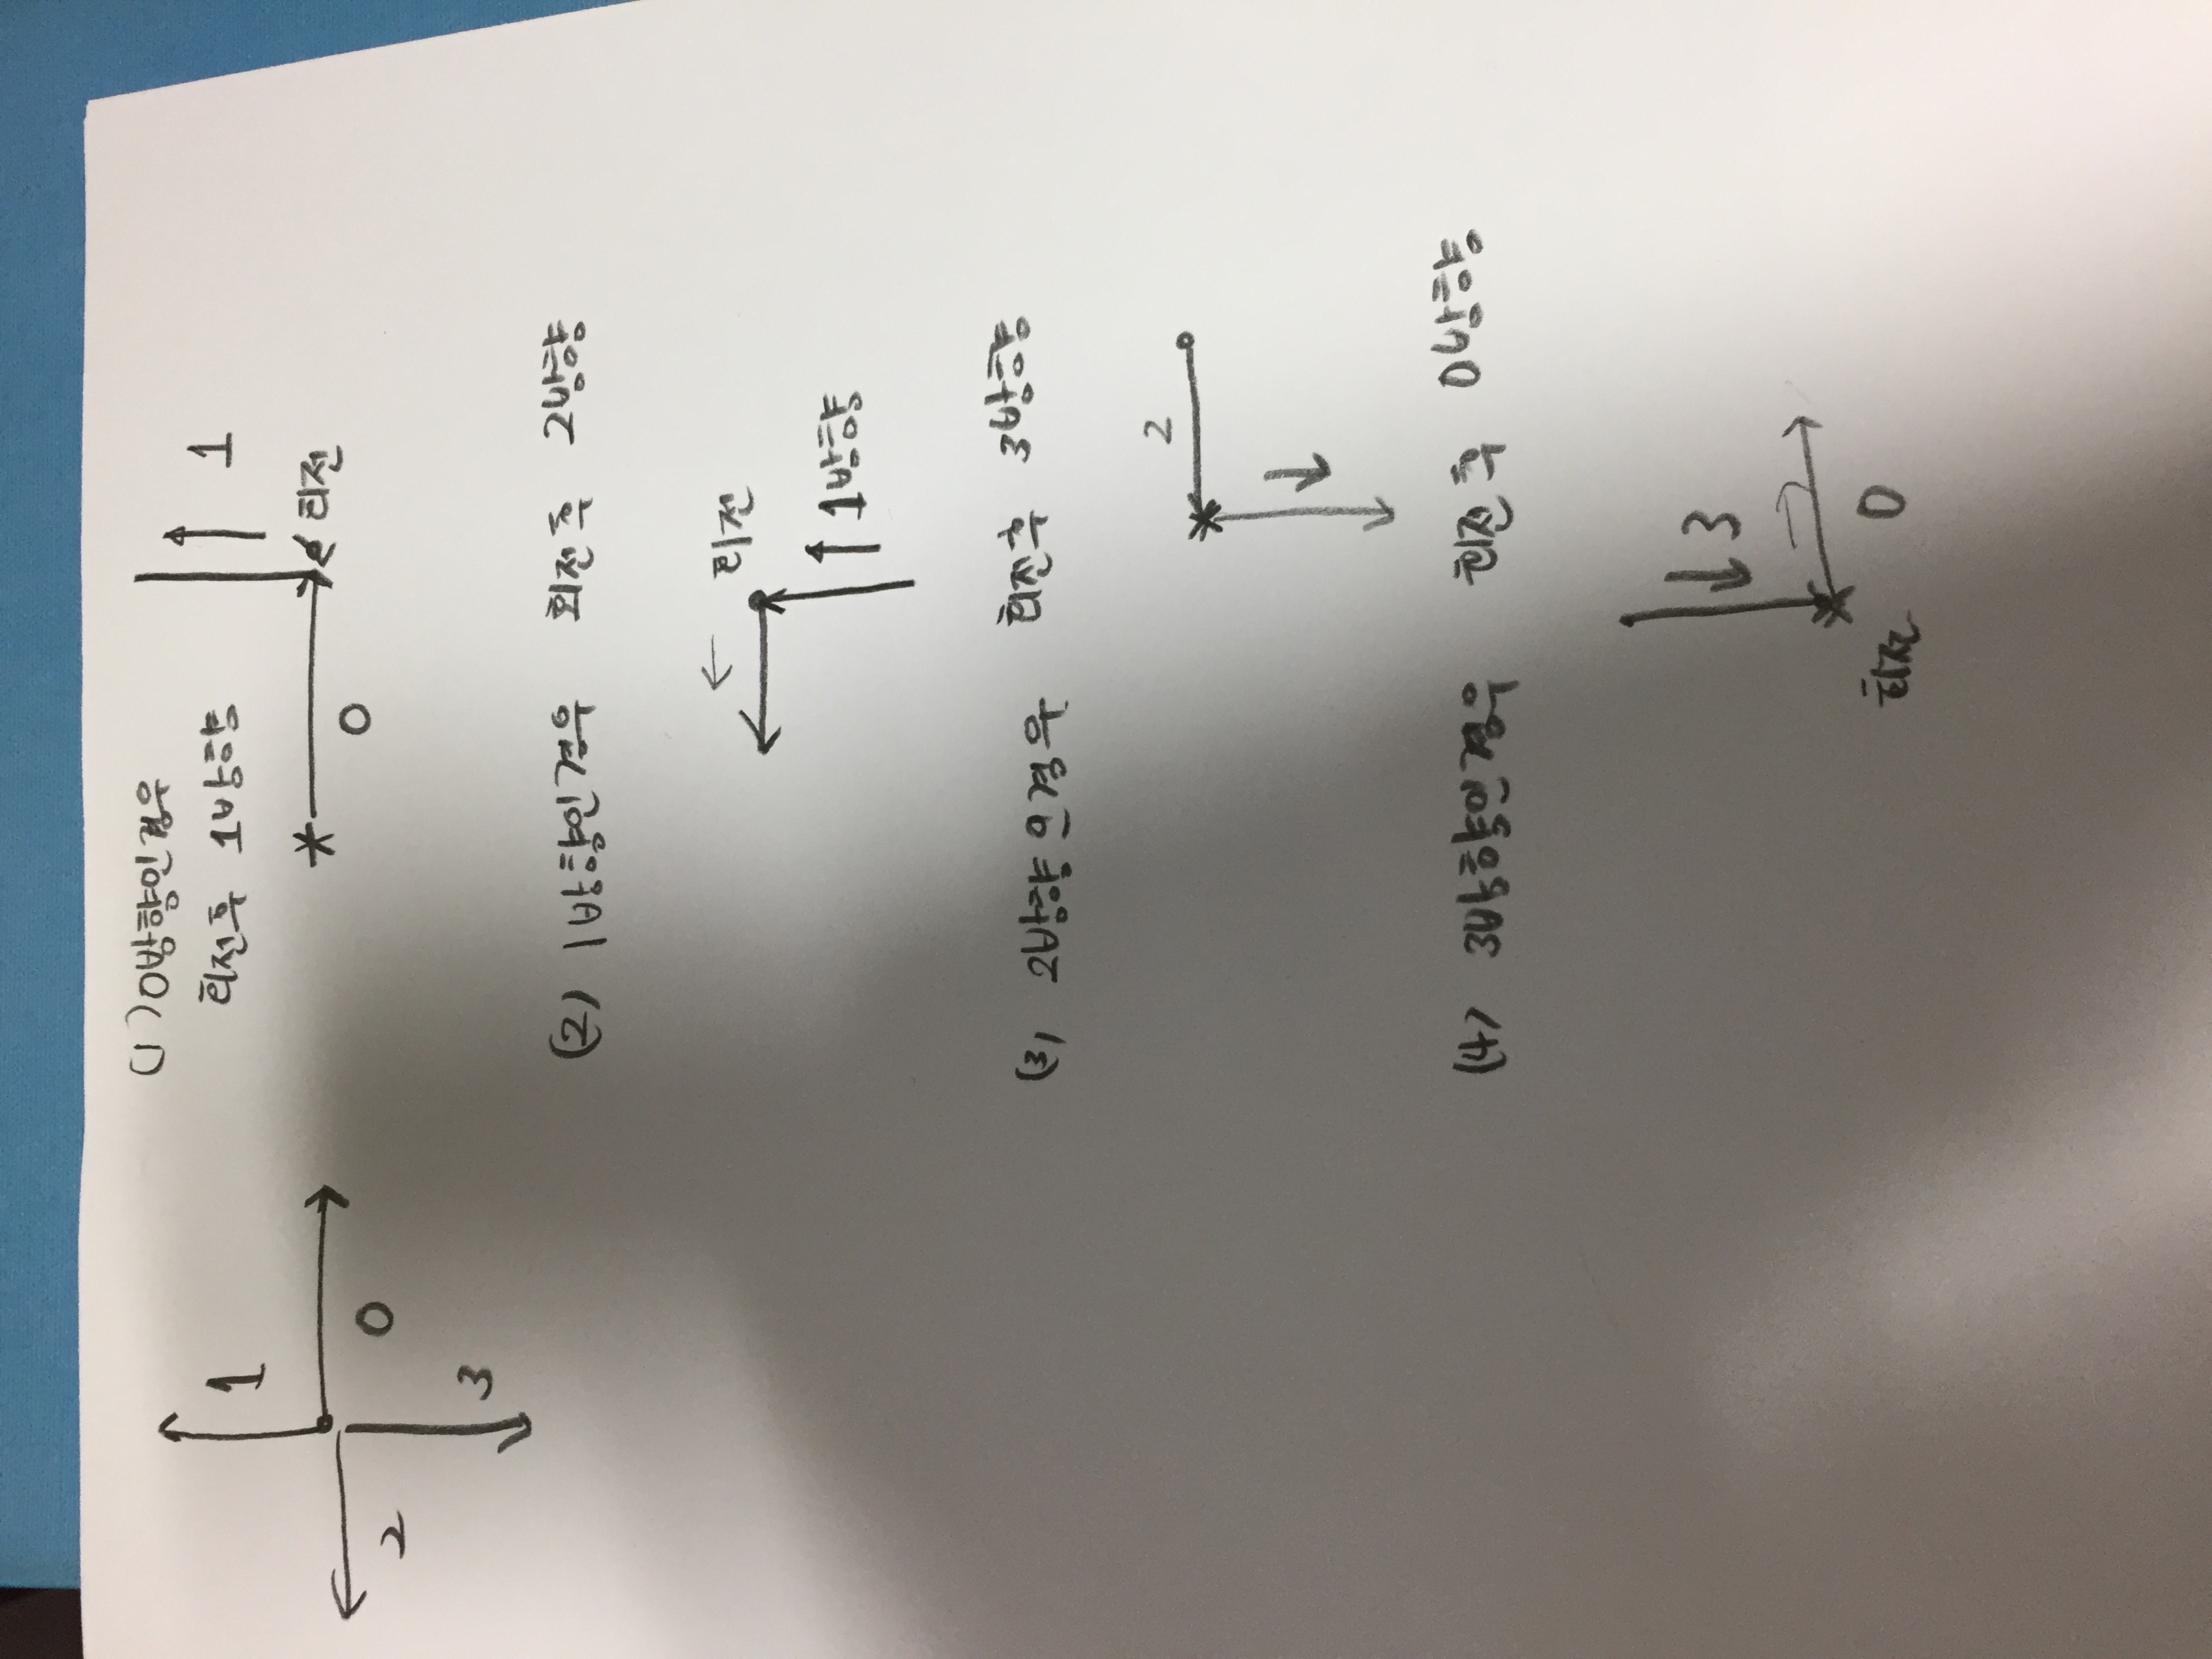 1
2
0
3
(1) 0방향인경우
회전후 1방향
1
회전
0
(2) 1방향인경우 회전후 2방향
회전
1방향
(3) 2방향인경우 회전후 3방향
2
(4) 3방향인경우 회전후 0방향
3
회전 0